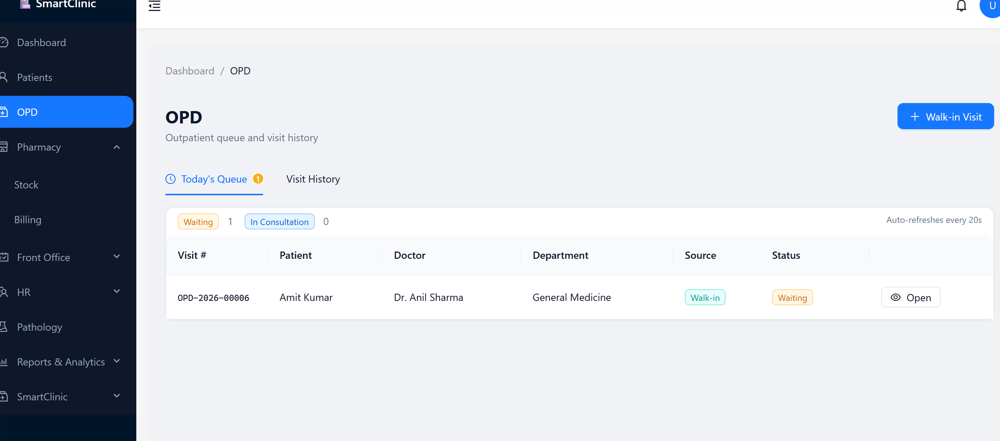 SmartClinic
U
Dashboard
Patients
OPD
Pharmacy
Stock
Billing
Front Office
HR
Pathology
Reports & Analytics
SmartClinic
Dashboard / OPD
OPD
+ Walk-in Visit
Outpatient queue and visit history
Today's Queue 1 Visit History
Waiting 1 In Consultation 0 Auto-refreshes every 20s
Visit # Patient Doctor Department Source Status
OPD-2026-00006 Amit Kumar Dr. Anil Sharma General Medicine Walk-in Waiting Open